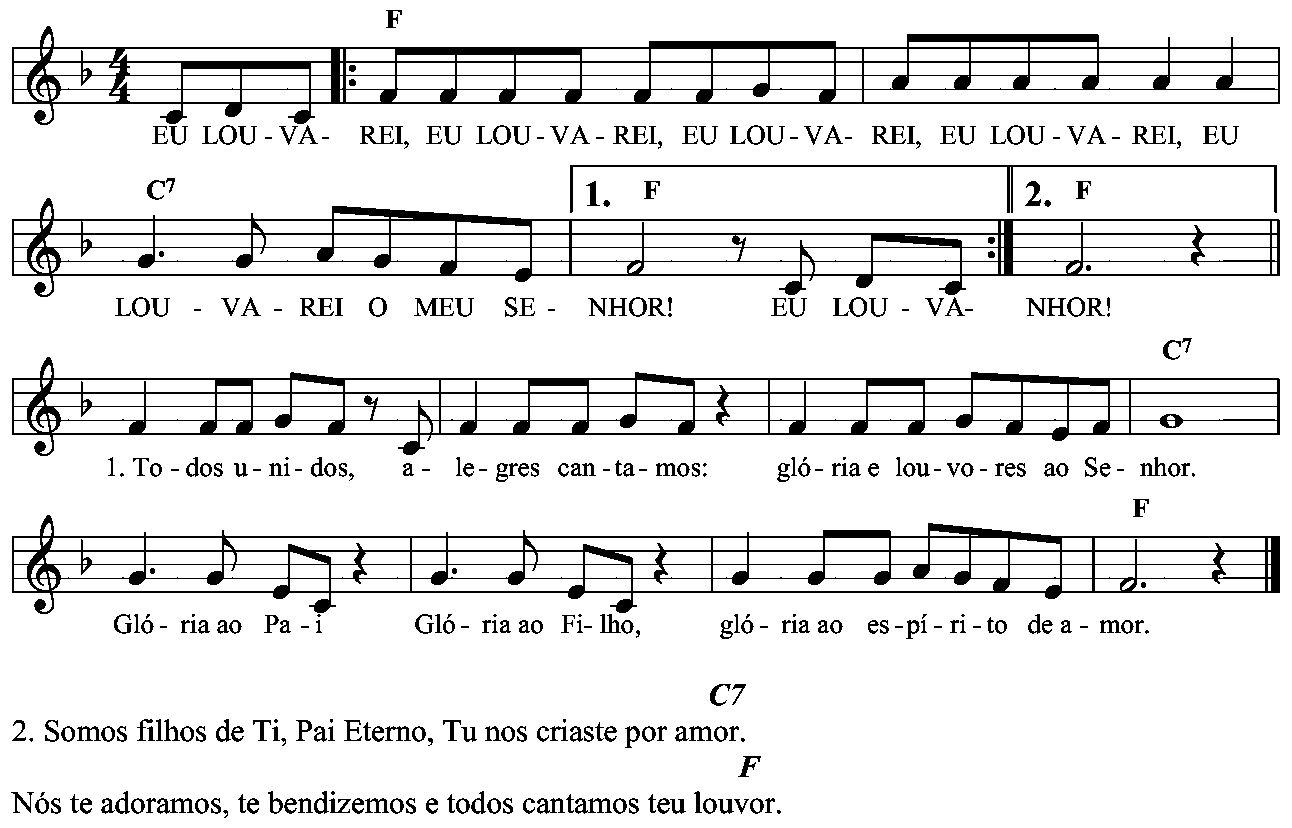 F
4
4
EU LOU - VA- REI, EU LOU - VA - REI, EU LOU - VA - REI, EU LOU - VA - REI, EU
C7 1. F 2. F
LOU - VA - REI O MEU SE - NHOR! EU LOU - VA- NHOR!
C7
1. To - dos u - ni - dos, a - le - gres can - ta - mos: gló - ria e lou - vo - res ao Se - nhor.
F
Gló - ria ao Pa - i Gló - ria ao Fi - lho, gló - ria ao es - pí - ri - to de a - mor.
C7
2. Somos filhos de Ti, Pai Eterno, Tu nos criaste por amor.
F
Nós te adoramos, te bendizemos e todos cantamos teu louvor.